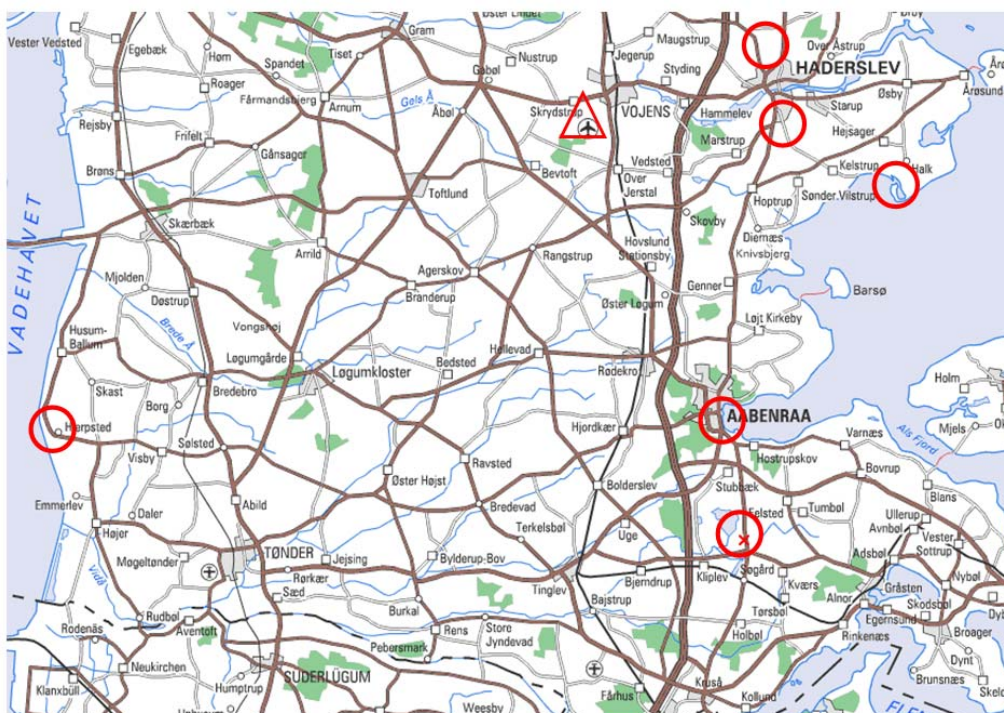 Øster Lindet
Vester Vedsted
Høm
Tiset
Gram
Maugstrup
Over Åstrup
Egebæk
Nustrup
Jegerup
Spandet
Gabøl
Styding
HADERSLEV
Roager
Fårmandsbjerg
Arnum
Gels Å
Skrydstrup
Øsby
Årøsund
Åbøl
VOJENS
Hammelev
Starup
Rejsby
Frifelt
Marstrup
Hejsager
Gånsager
Vedsted
Brøns
Bevtoft
Over
Jerstal
Kelstrup
Halk
Toftlund
Hoptrup
Sønder Vilstrup
Skærbæk
Skovby
VADEHAVET
Diernæs
Arrild
Hovslund
Stationsby
Knivsbjerg
Rangstrup
Agerskov
Mjolden
Genner
Branderup
Barsø
Døstrup
Øster Løgum
Brede Å
Vongshøj
Løjt Kirkeby
Husum-
Ballum
Løgumgårde
Hellevad
Bedsted
Rødekro
Løgumkloster
Holm
Skast
Bredebro
Borg
AABENRAA
Mjels
Hjerpsted
Hjordkær
Als Fjord
Varnæs
Sølsted
Visby
Hostrupskov
Ravsted
Bovrup
Øster Højst
Stubbæk
Bolderslev
Blans
Emmerlev
Abild
Bredevad
Felsted
Tumbøl
Daler
Ullerup
Avnbøl
Højer
Terkelsbøl
Uge
Vester
Sottrup
TØNDER
Jejsing
Bylderup-Bov
Adsbøl
Møgeltønder
Bjerndrup
Kliplev
Søgård
Nybøl
Vidå
Rørkær
Tinglev
Kværs
Alnor
Gråsten
Sæd
Tørsbøl
Skodsbøl
Rudbøl
Burkal
Bajstrup
Egernsund
Rodenäs
Aventoft
Rens
Store
Jyndevad
Holbøl
Rinkenæs
Broager
Pebersmark
Neukirchen
Dynt
SÜDERLÜGUM
Kruså
Brunsnæs
Klanxbüll
Humptrup
Fårhus
Kollund
Weesby